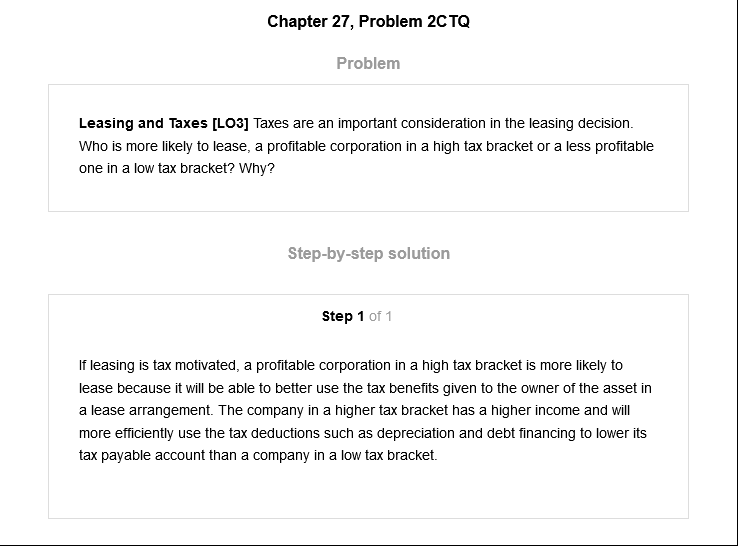 Chapter 27, Problem 2CTQ
Problem
Leasing and Taxes [LO3] Taxes are an important consideration in the leasing decision.
Who is more likely to lease, a profitable corporation in a high tax bracket or a less profitable
one in a low tax bracket? Why?
Step-by-step solution
Step 1 of 1
If leasing is tax motivated, a profitable corporation in a high tax bracket is more likely to
lease because it will be able to better use the tax benefits given to the owner of the asset in
a lease arrangement. The company in a higher tax bracket has a higher income and will
more efficiently use the tax deductions such as depreciation and debt financing to lower its
tax payable account than a company in a low tax bracket.